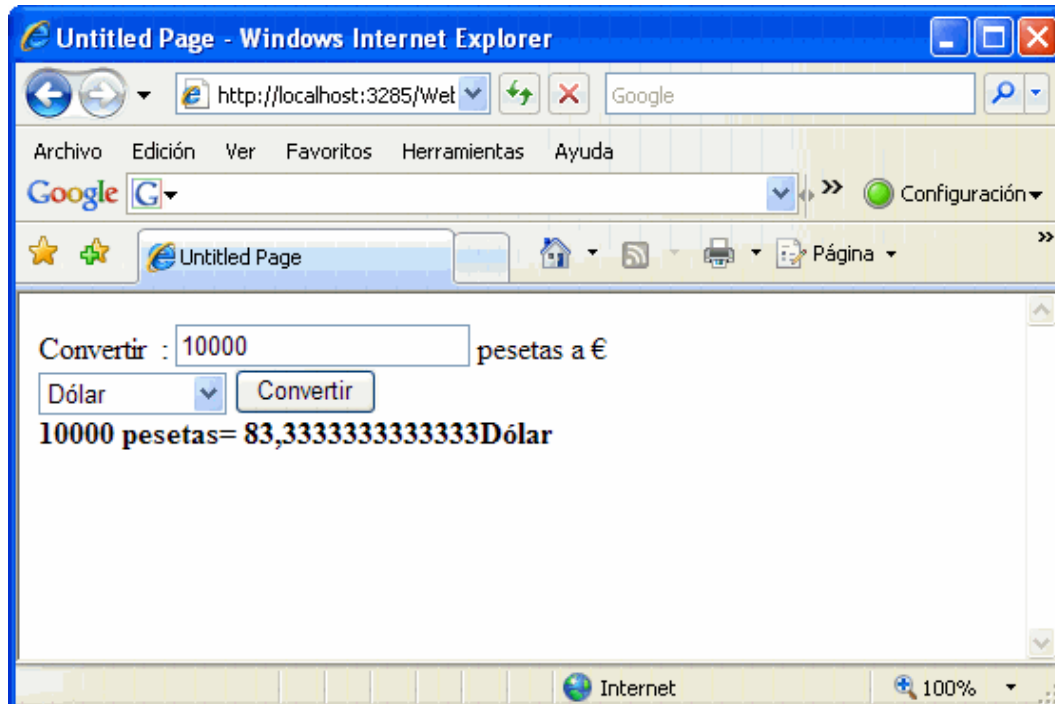 Untitled Page - Windows Internet Explorer
http://localhost:3285/Wet
Google
Archivo Edición Ver Favoritos Herramientas Ayuda
Google G » Configuración
Untitled Page Página »
Convertir : 10000 pesetas a €
Dólar Convertir
10000 pesetas= 83,3333333333333Dólar
Internet 100%